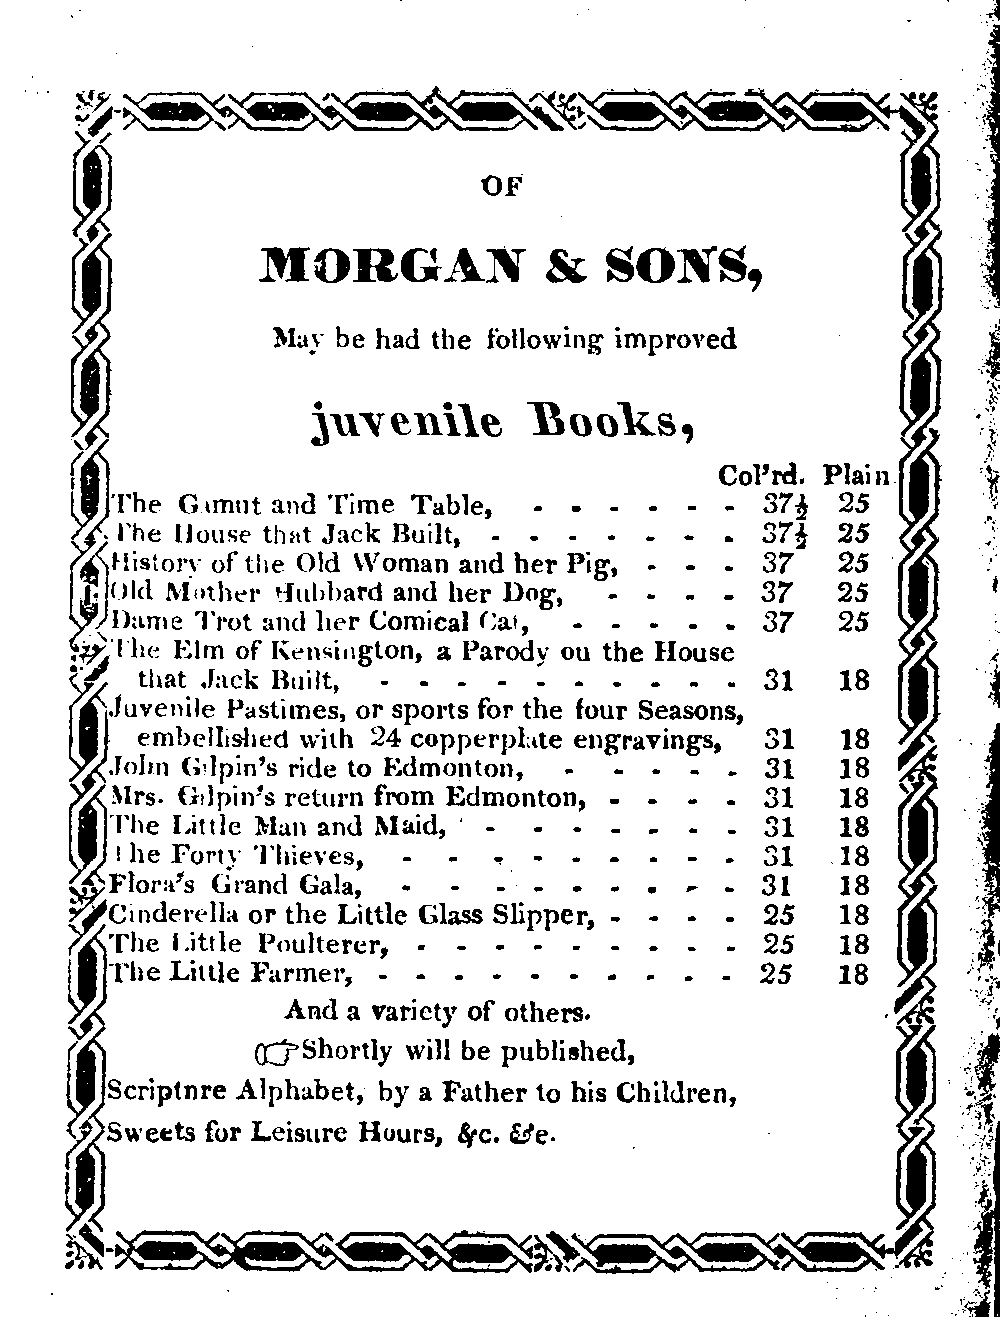 OF
MORGAN & SONS,
May be had the following improved
juvenile Books,
Col'rd. Plain
The Gamut and Time Table, - - - - - - 37½ 25
The House that Jack Built, - - - - - - - 37½ 25
History of the Old Woman and her Pig, - - - 37 25
Old Mother Hubbard and her Dog, - - - - 37 25
Dame Trot and her Comical Cat, - - - - - 37 25
The Elm of Kensington, a Parody ou the House
that Jack Built, - - - - - - - - - - 31 18
Juvenile Pastimes, or sports for the four Seasons,
embellished with 24 copperplate engravings, 31 18
John Gilpin's ride to Edmonton, - - - - - 31 18
Mrs. Gilpin's return from Edmonton, - - - - 31 18
The Little Man and Maid, - - - - - - - 31 18
The Forty Thieves, - - - - - - - - - 31 18
Flora's Grand Gala, - - - - - - - - - 31 18
Cinderella or the Little Glass Slipper, - - - - 25 18
The Little Poulterer, - - - - - - - - - 25 18
The Little Farmer, - - - - - - - - - - 25 18
And a variety of others.
☞Shortly will be published,
Scriptnre Alphabet, by a Father to his Children,
Sweets for Leisure Hours, &c. &e.